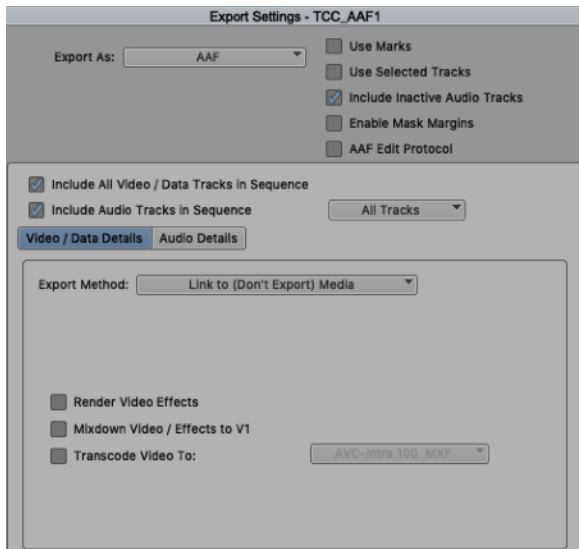 Export Settings - TCC_AAF1
Export As: AAF
Use Marks
Use Selected Tracks
Include Inactive Audio Tracks
Enable Mask Margins
AAF Edit Protocol
Include All Video / Data Tracks in Sequence
Include Audio Tracks in Sequence All Tracks
Video / Data Details Audio Details
Export Method: Link to (Don't Export) Media
Render Video Effects
Mixdown Video / Effects to V1
Transcode Video To: AVC-Intra 100 MXF